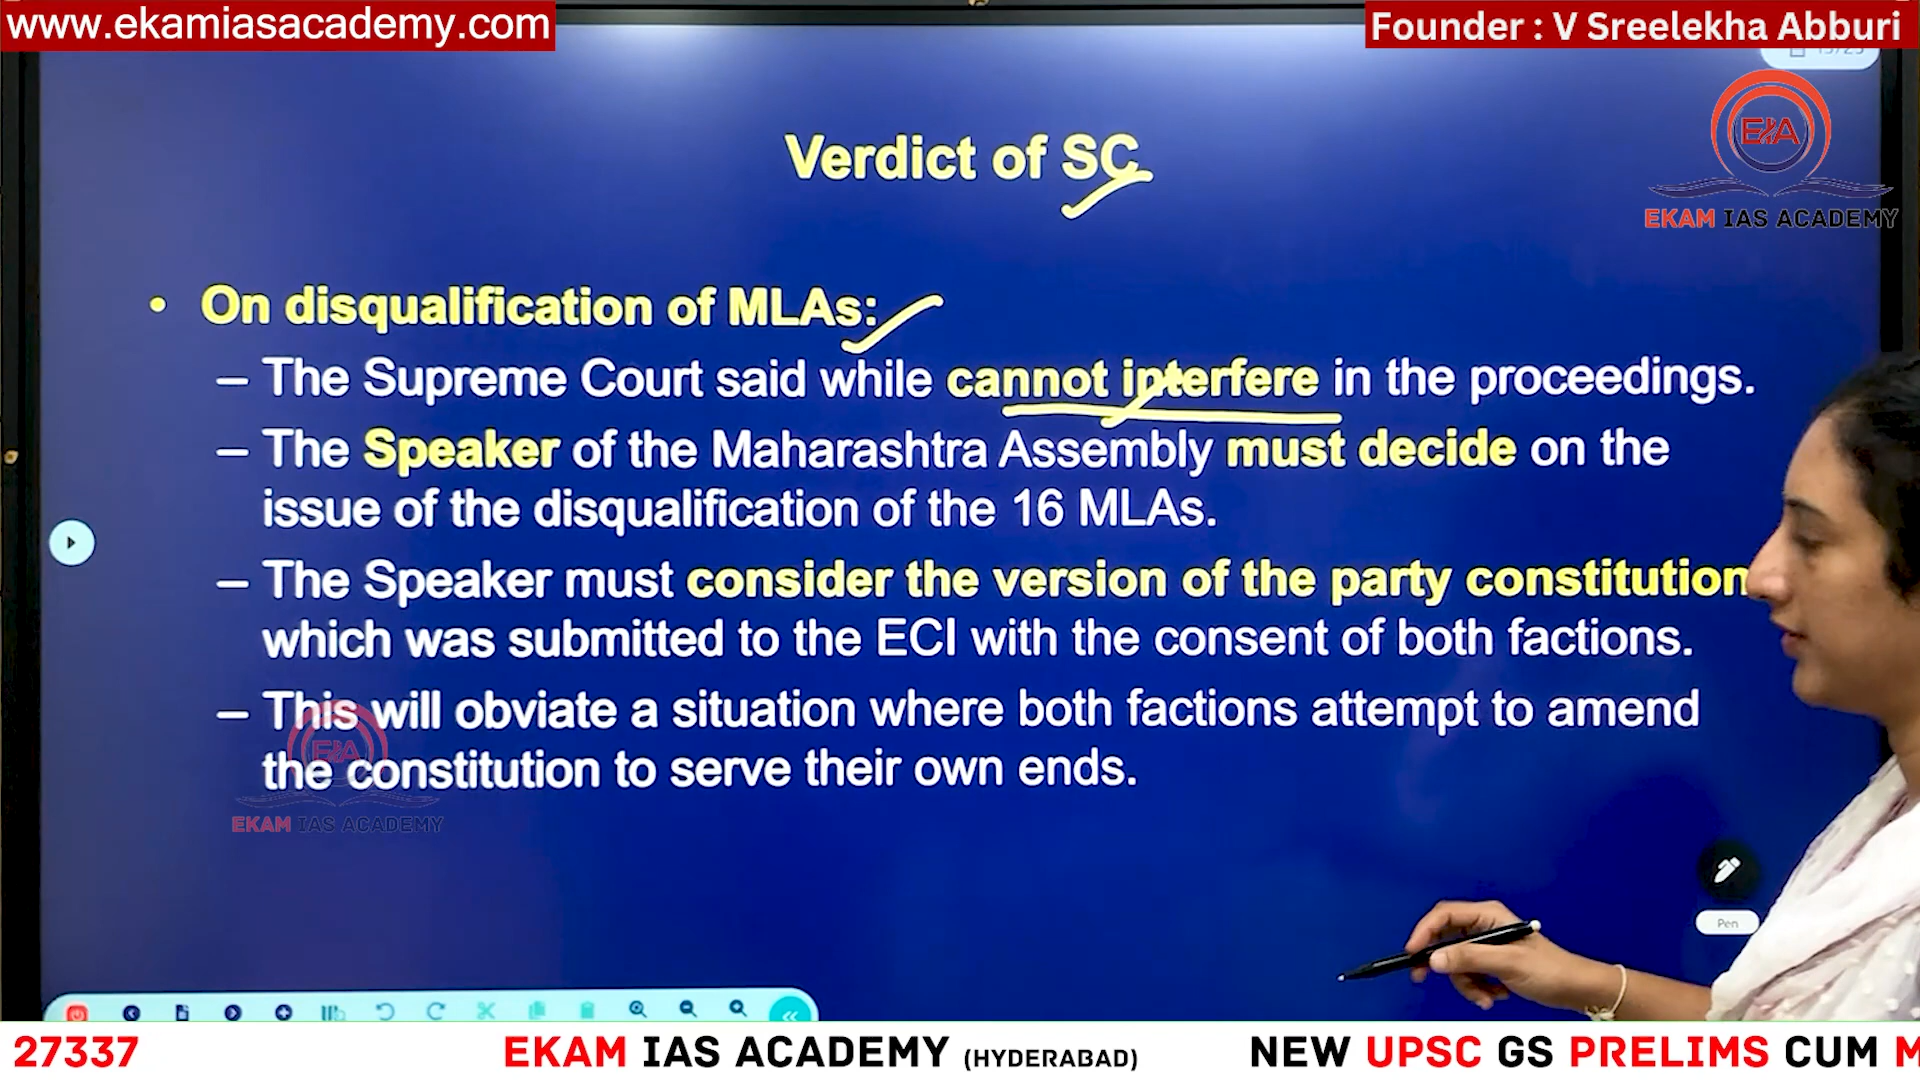 www.ekamiasacademy.com
Founder : V Sreelekha Abburi
EIA
EKAM IAS ACADEMY
Verdict of SC
• On disqualification of MLAs:
– The Supreme Court said while cannot interfere in the proceedings.
– The Speaker of the Maharashtra Assembly must decide on the
issue of the disqualification of the 16 MLAs.
– The Speaker must consider the version of the party constitution
which was submitted to the ECI with the consent of both factions.
– This will obviate a situation where both factions attempt to amend
the constitution to serve their own ends.
EIA
EKAM IAS ACADEMY
Pen
27337 EKAM IAS ACADEMY (HYDERABAD) NEW UPSC GS PRELIMS CUM M